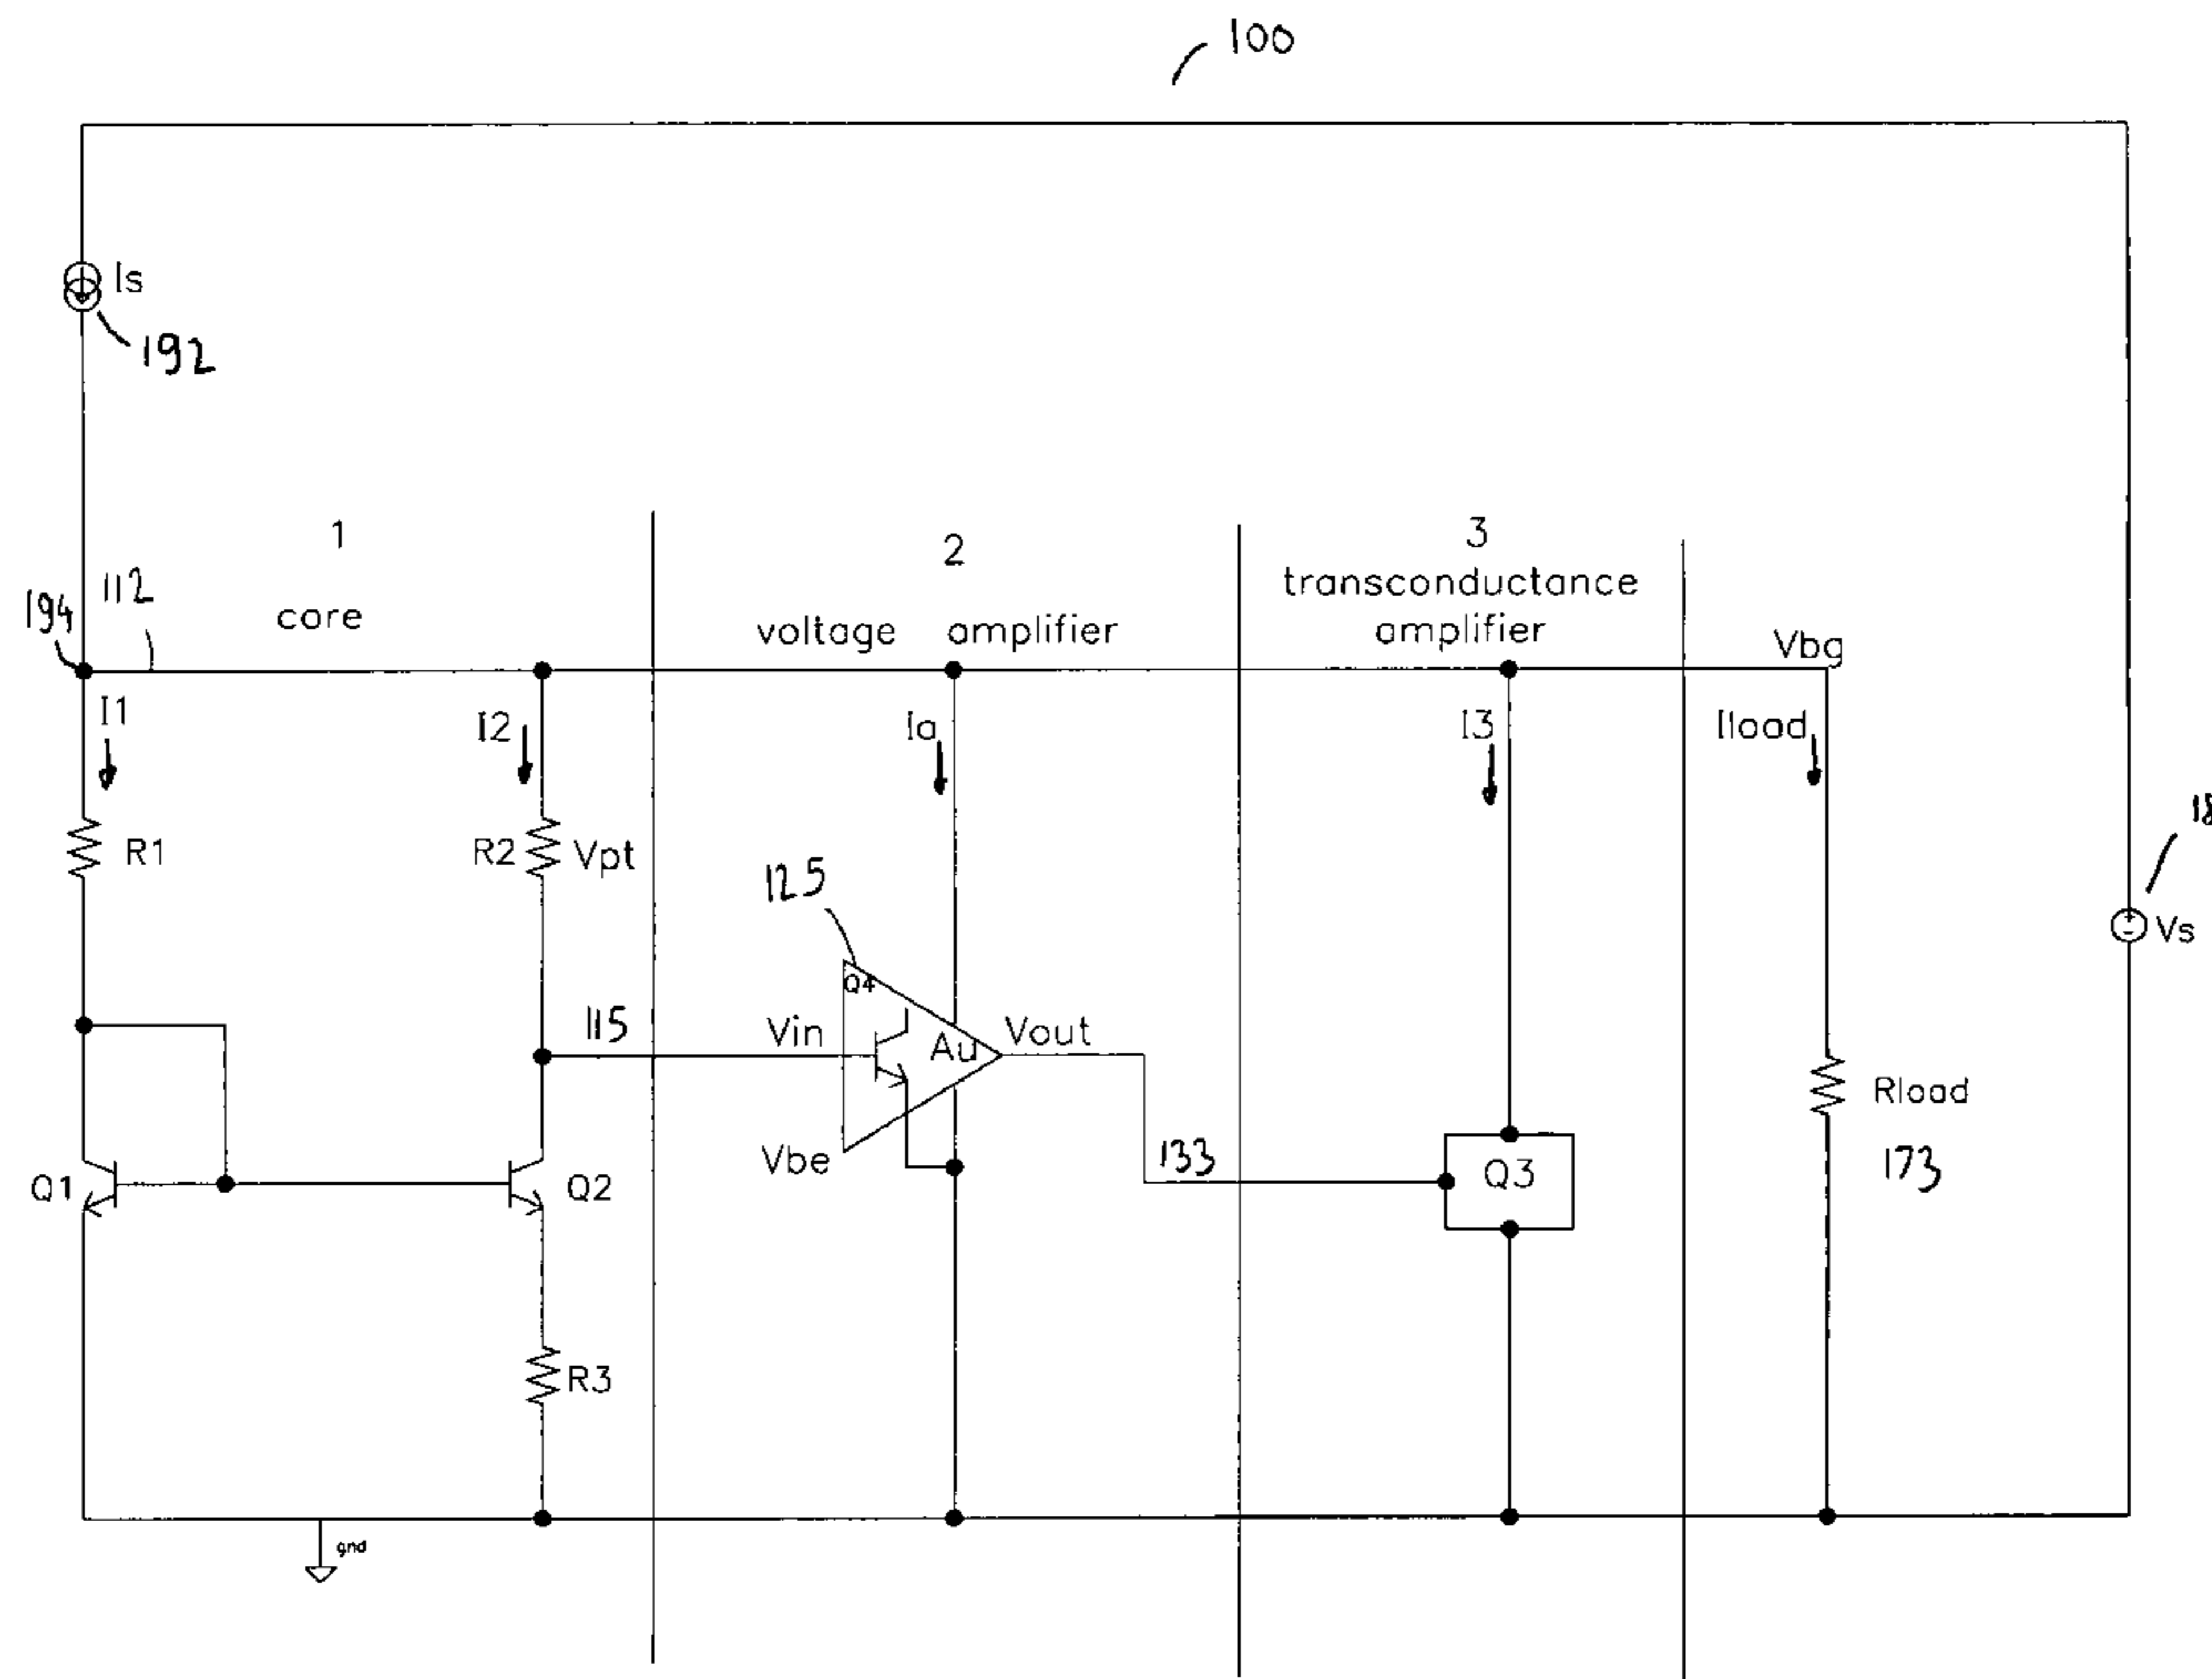 100
Is
192
1
2
3
transconductance
amplifier
112
194
core
voltage amplifier
Vbg
I1
I2
Ia
I3
Iload
R1
R2
Vpt
125
Q4
Vs
115
Vin
Au
Vout
Rload
Vbe
133
Q3
173
Q1
Q2
R3
gnd